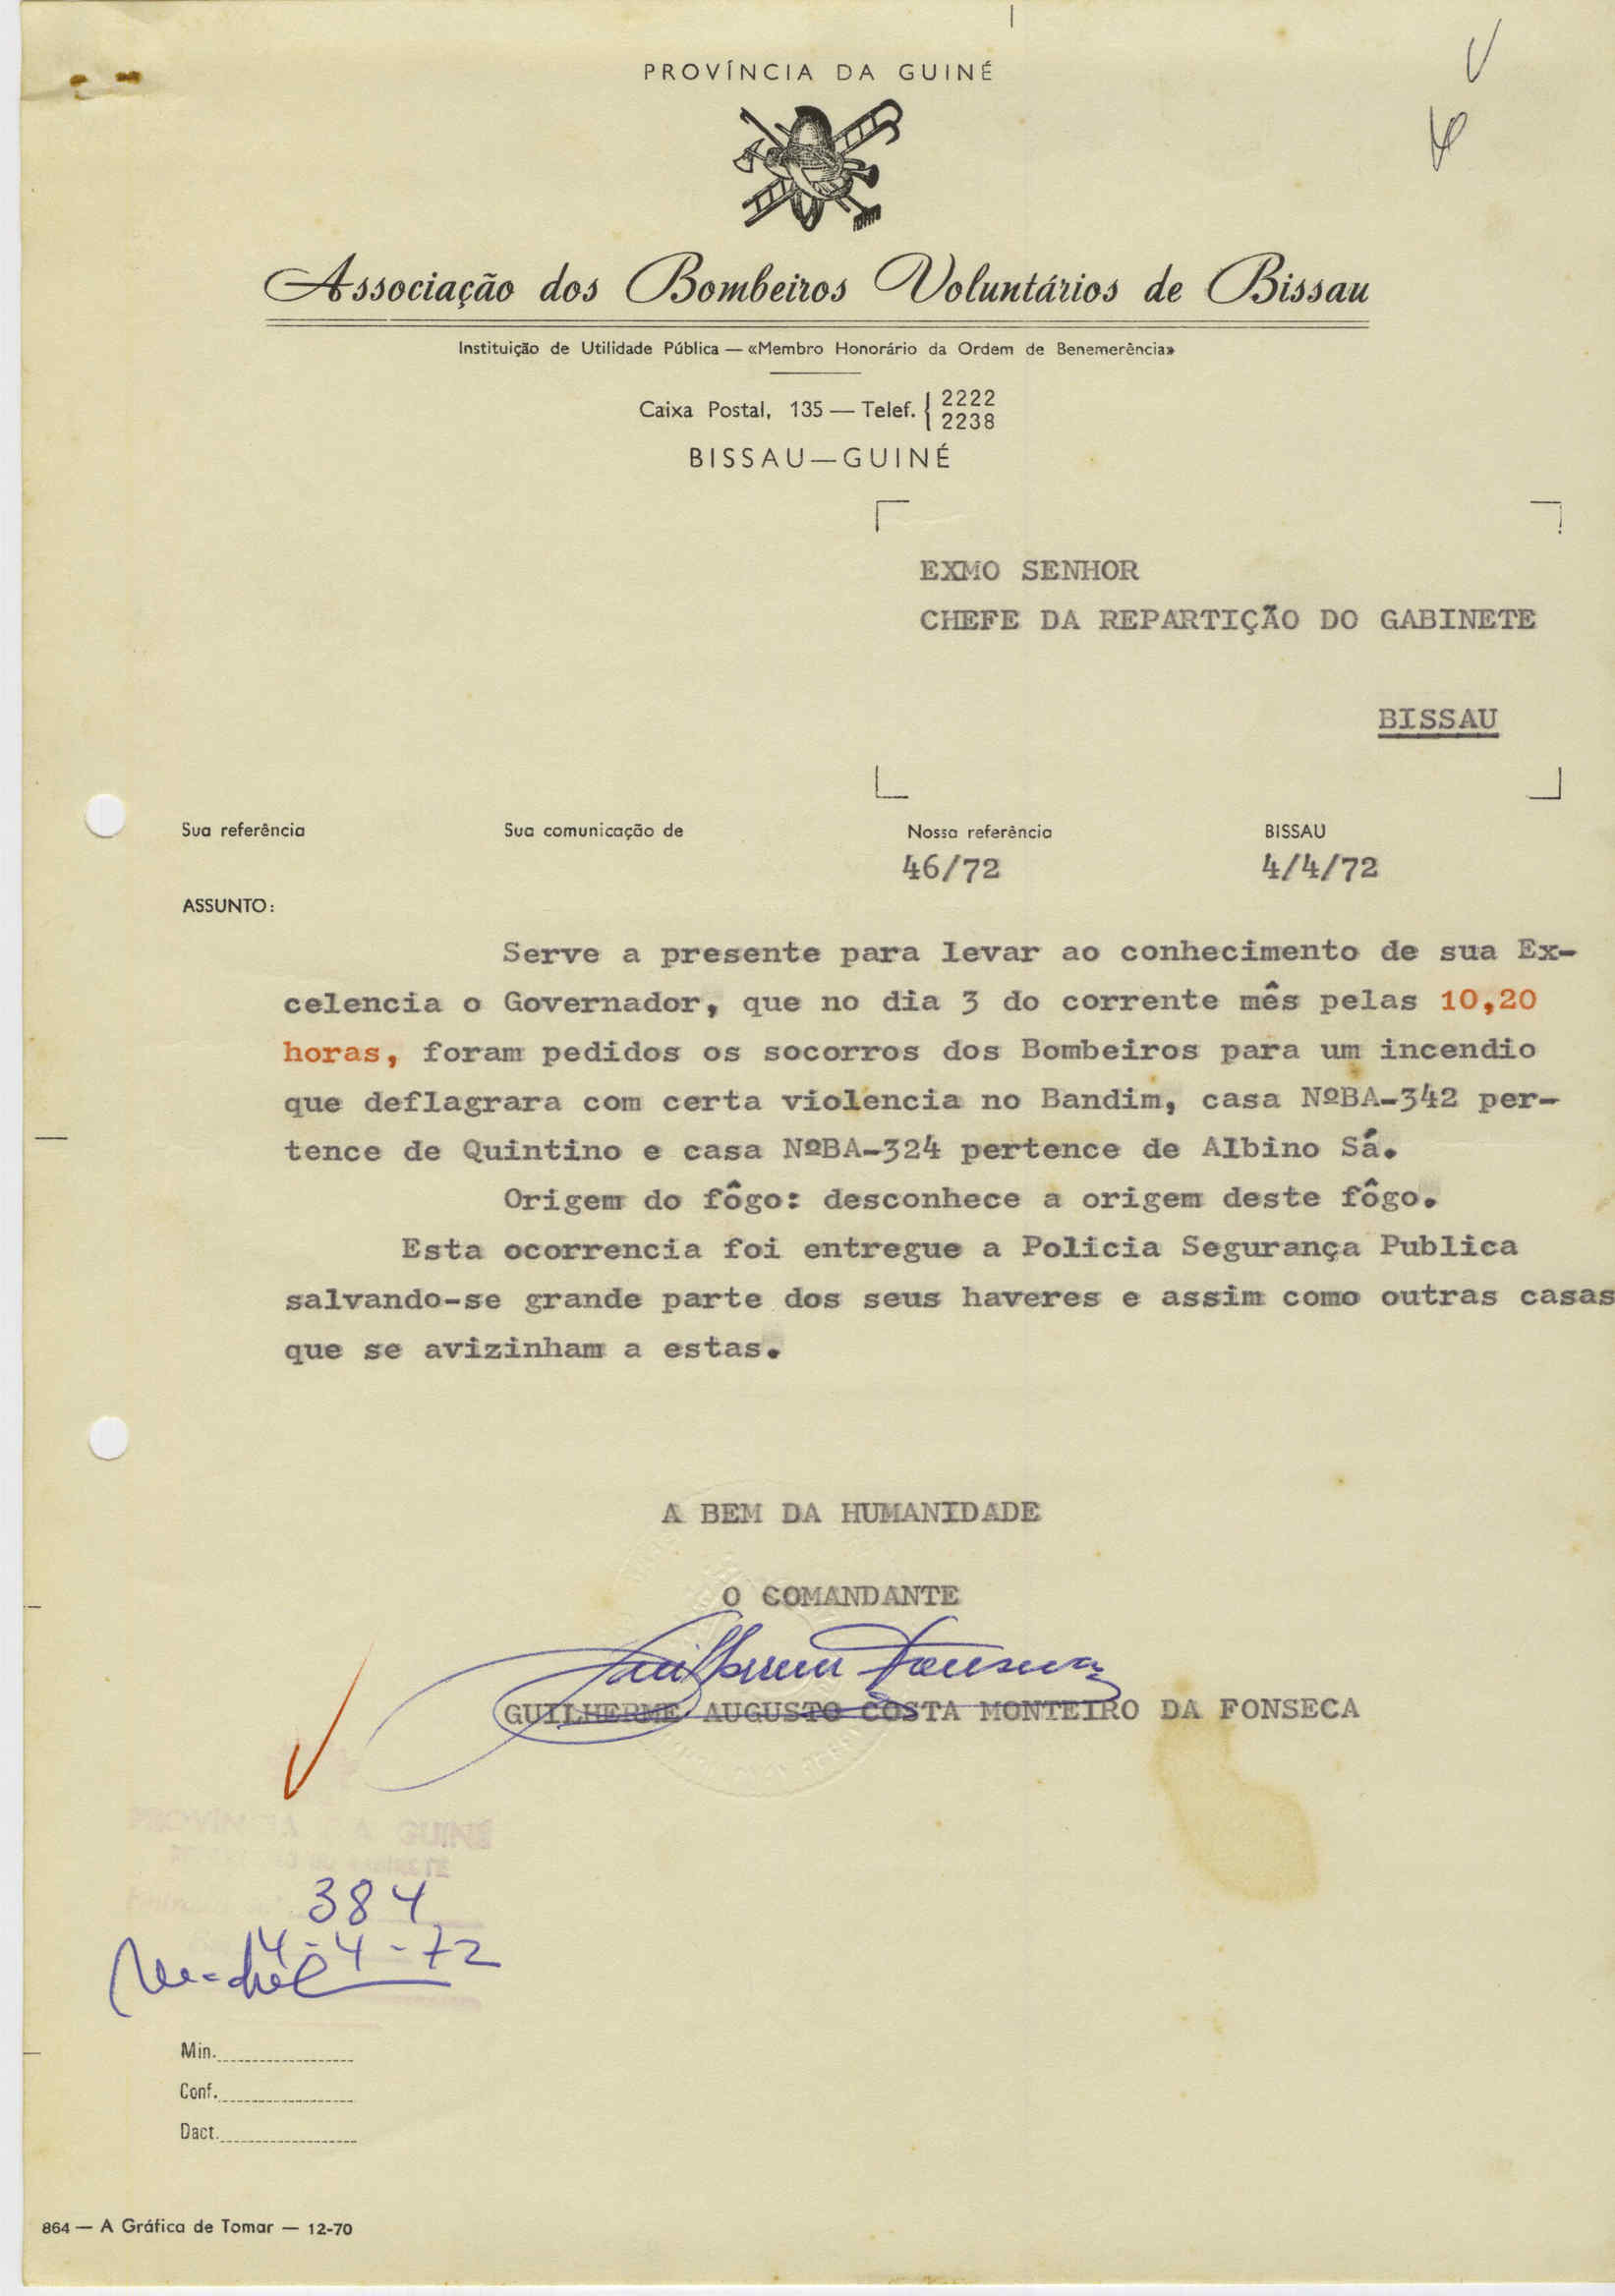 PROVÍNCIA DA GUINÉ
Associação dos Bombeiros Voluntários de Bissau
Instituição de Utilidade Pública — «Membro Honorário da Ordem de Benemerência»
Caixa Postal, 135 — Telef. { 2222
2238
BISSAU—GUINÉ
EXMO SENHOR
CHEFE DA REPARTIÇÃO DO GABINETE
BISSAU
Sua referência Sua comunicação de Nossa referência BISSAU
46/72 4/4/72
ASSUNTO:
Serve a presente para levar ao conhecimento de sua Ex-
celencia o Governador, que no dia 3 do corrente mês pelas 10,20
horas, foram pedidos os socorros dos Bombeiros para um incendio
que deflagrara com certa violencia no Bandim, casa NºBA-342 per-
tence de Quintino e casa NºBA-324 pertence de Albino Sá.
Origem do fôgo: desconhece a origem deste fôgo.
Esta ocorrencia foi entregue a Policia Segurança Publica
salvando-se grande parte dos seus haveres e assim como outras casas
que se avizinham a estas.
A BEM DA HUMANIDADE
O COMANDANTE
Guilherme Fonseca
GUILHERME AUGUSTO COSTA MONTEIRO DA FONSECA
PROVÍNCIA DA GUINÉ
384
4-4-72
Min.
Conf.
Dact.
864 — A Gráfica de Tomar — 12-70